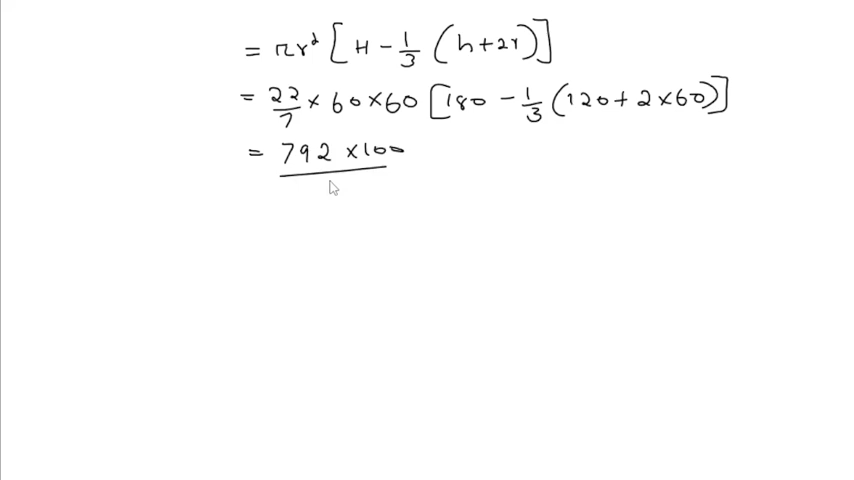 = πr² [H - 1/3 (h+2r)]
= 22/7 × 60 × 60 [180 - 1/3 (120 + 2×60)]
= 792 × 100